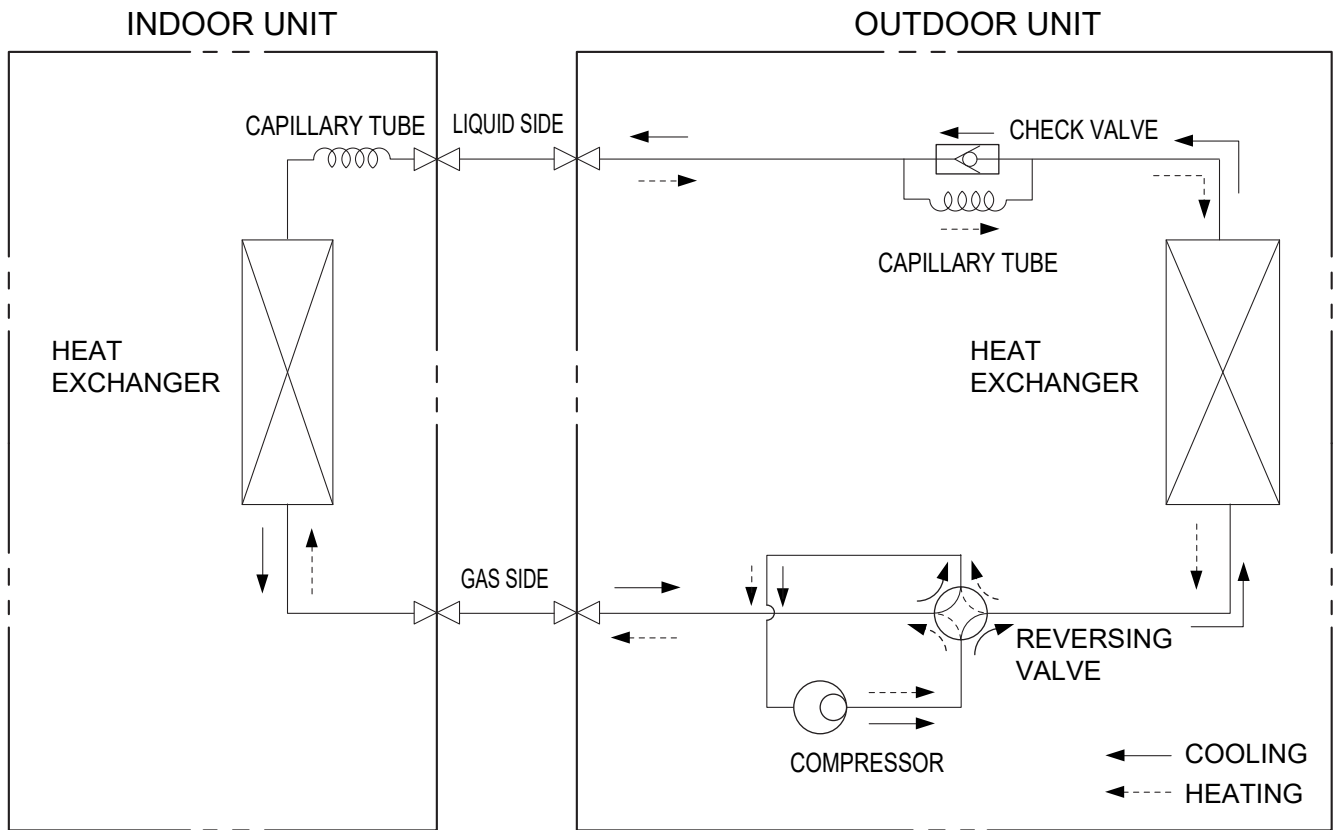 INDOOR UNIT
OUTDOOR UNIT
CAPILLARY TUBE
LIQUID SIDE
CHECK VALVE
CAPILLARY TUBE
HEAT
EXCHANGER
HEAT
EXCHANGER
GAS SIDE
REVERSING
VALVE
COMPRESSOR
COOLING
HEATING